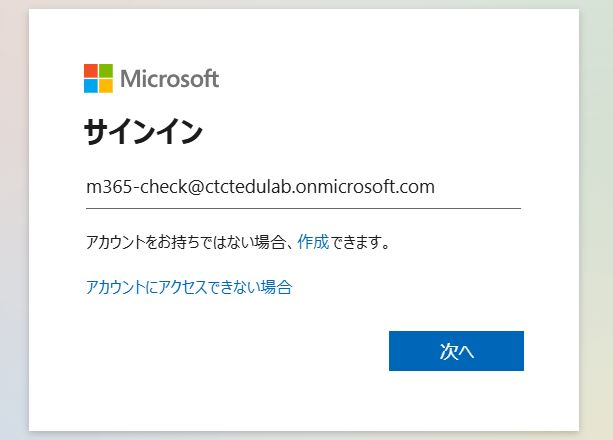 Microsoft
サインイン
m365-check@ctctedulab.onmicrosoft.com
アカウントをお持ちではない場合、作成できます。
アカウントにアクセスできない場合
次へ